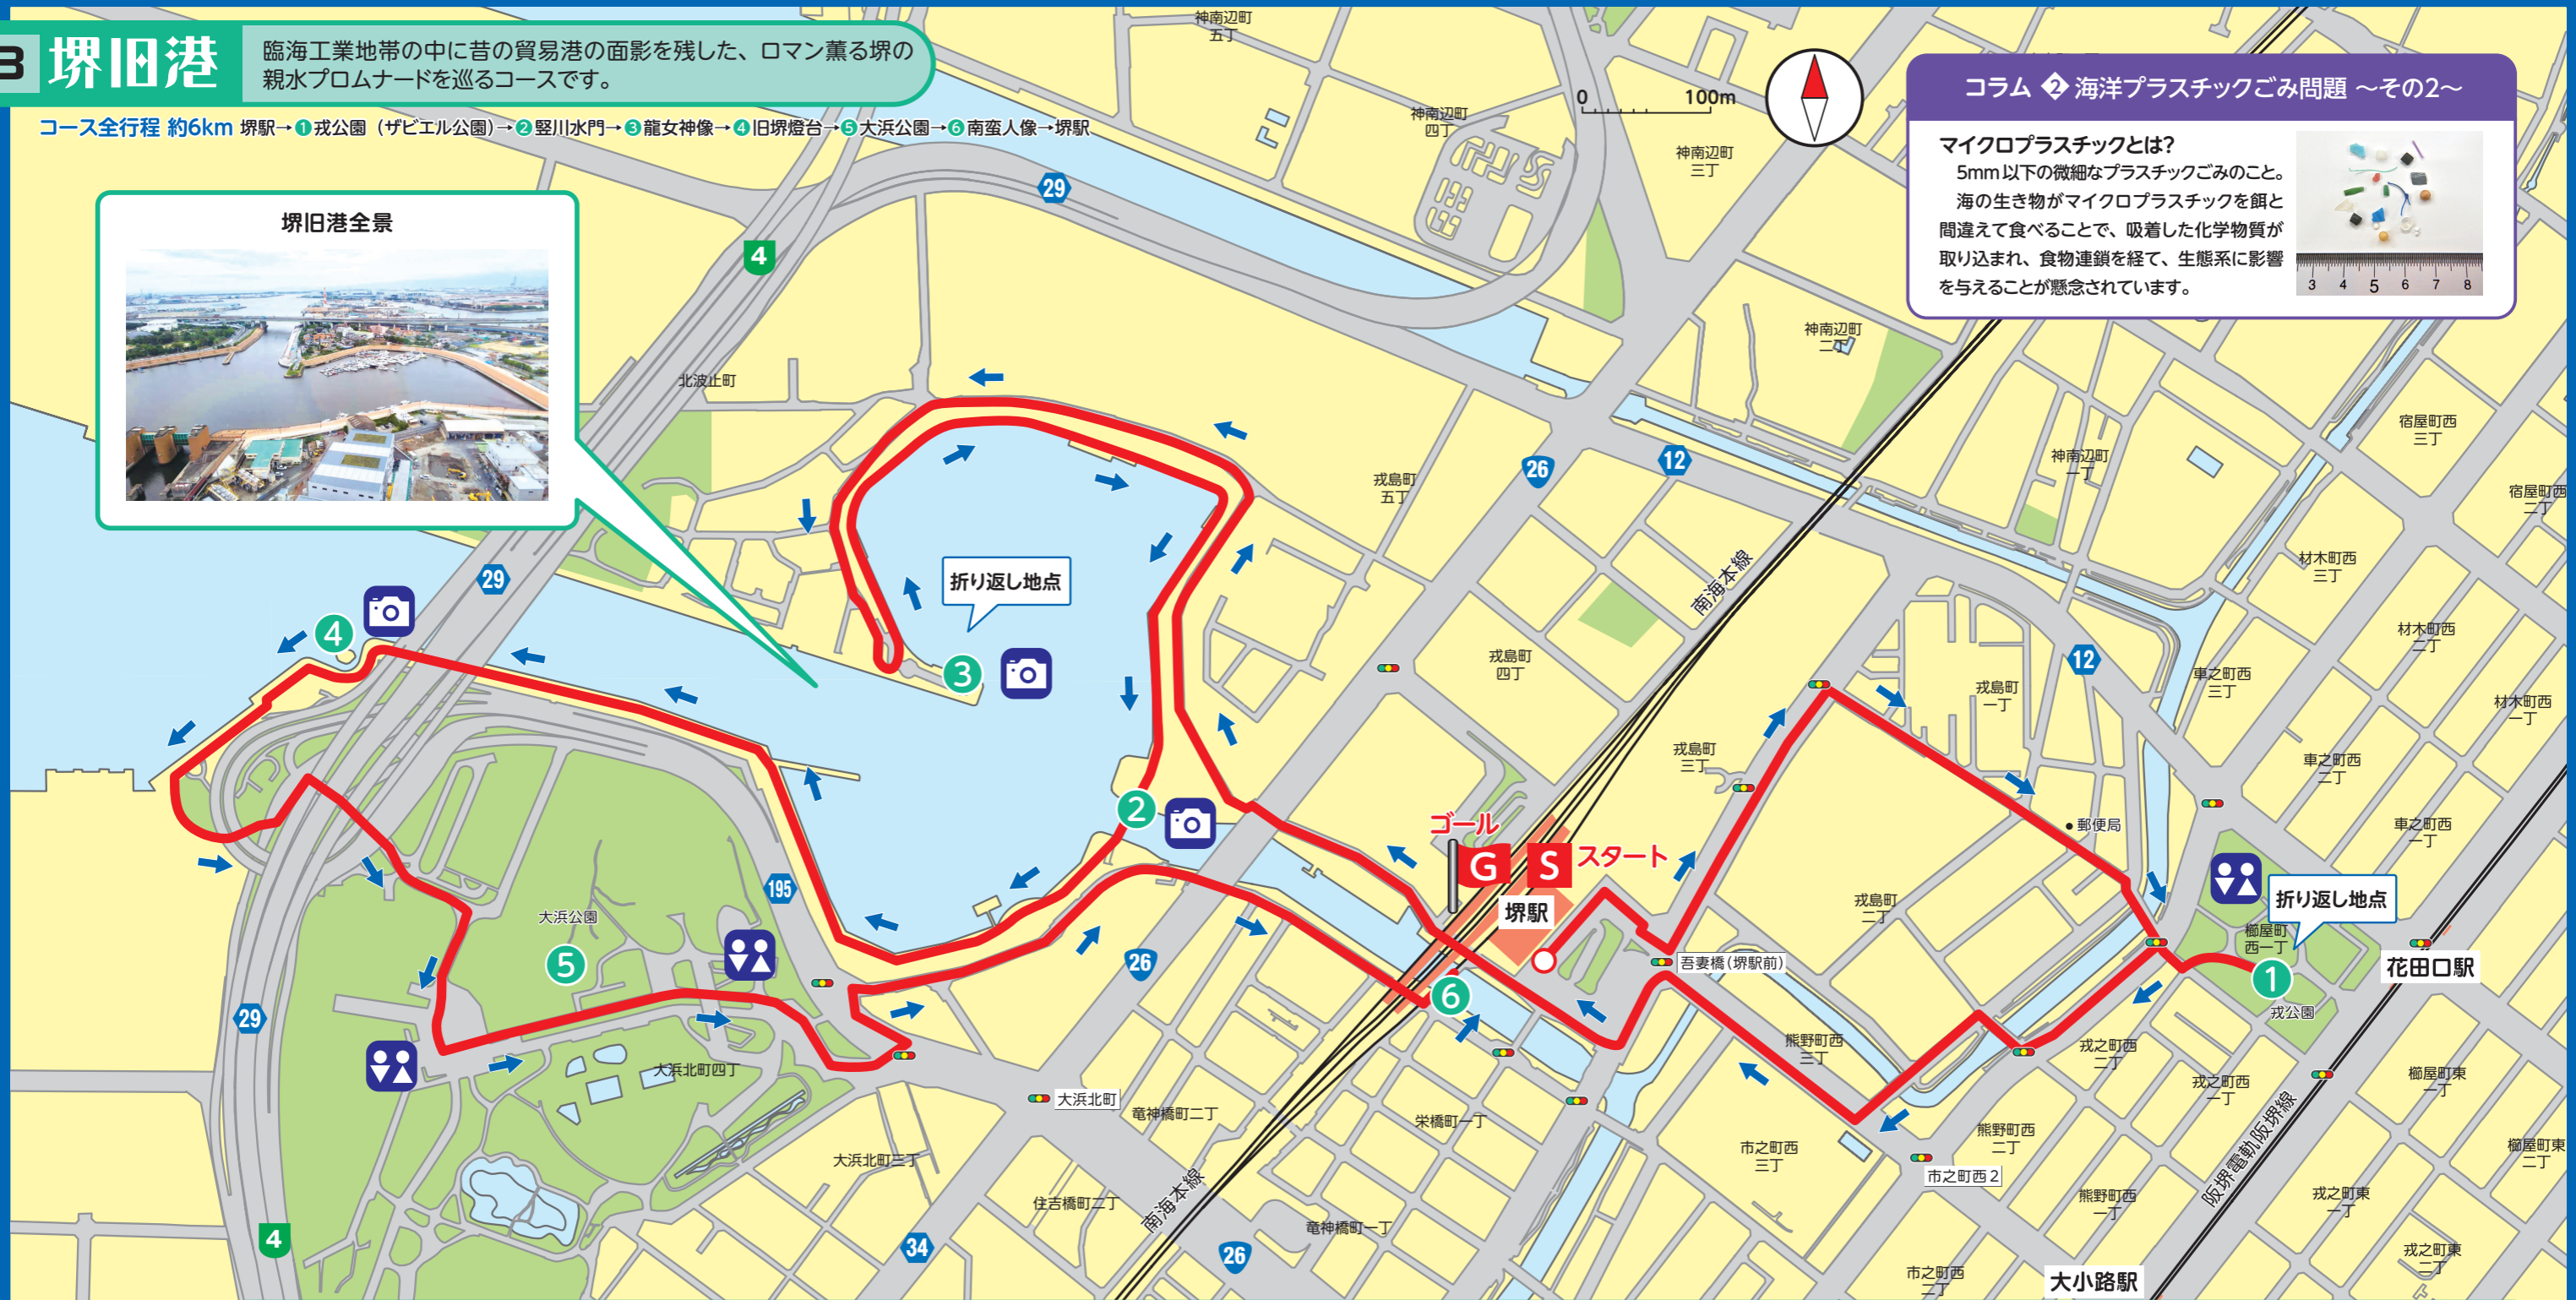 3 堺旧港
臨海工業地帯の中に昔の貿易港の面影を残した、ロマン薫る堺の
親水プロムナードを巡るコースです。
コース全行程 約6km 堺駅→❶戎公園（ザビエル公園）→❷竪川水門→❸龍女神像→❹旧堺燈台→❺大浜公園→❻南蛮人像→堺駅
堺旧港全景
コラム 2 海洋プラスチックごみ問題 ～その2～
マイクロプラスチックとは？
5mm以下の微細なプラスチックごみのこと。
海の生き物がマイクロプラスチックを餌と
間違えて食べることで、吸着した化学物質が
取り込まれ、食物連鎖を経て、生態系に影響
を与えることが懸念されています。
3 4 5 6 7 8
0 100m
神南辺町
五丁
神南辺町
四丁
神南辺町
三丁
神南辺町
二丁
神南辺町
一丁
29
4
北波止町
29
26
12
12
戎島町
五丁
戎島町
四丁
戎島町
三丁
戎島町
二丁
戎島町
一丁
南海本線
宿屋町西
三丁
宿屋町西
二丁
材木町西
三丁
材木町西
二丁
材木町西
一丁
車之町西
三丁
車之町西
二丁
車之町西
一丁
折り返し地点
3
4
2
ゴール
G
S
スタート
堺駅
吾妻橋（堺駅前）
郵便局
折り返し地点
櫛屋町
西一丁
1
戎公園
花田口駅
195
大浜公園
5
26
6
29
大浜北町四丁
大浜北町
竜神橋町二丁
栄橋町一丁
熊野町西
三丁
戎之町西
二丁
戎之町西
一丁
櫛屋町東
一丁
櫛屋町東
二丁
大浜北町三丁
市之町西
三丁
熊野町西
二丁
市之町西２
熊野町西
一丁
阪堺電軌阪堺線
戎之町東
一丁
戎之町東
二丁
住吉橋町二丁
南海本線
竜神橋町一丁
4
34
26
市之町西
二丁
大小路駅